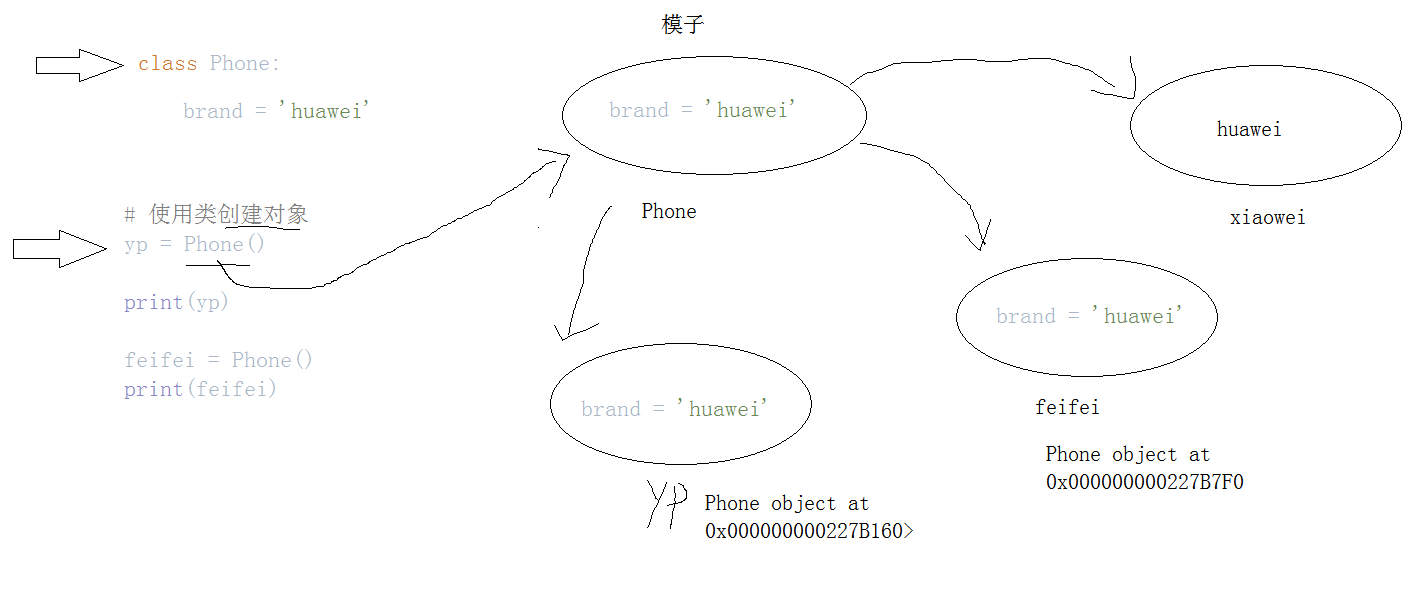 class Phone:
brand = 'huawei'
# 使用类创建对象
yp = Phone()
print(yp)
feifei = Phone()
print(feifei)
模子
brand = 'huawei'
Phone
huawei
xiaowei
brand = 'huawei'
feifei
Phone object at
0x000000000227B7F0
brand = 'huawei'
YP
Phone object at
0x000000000227B160>